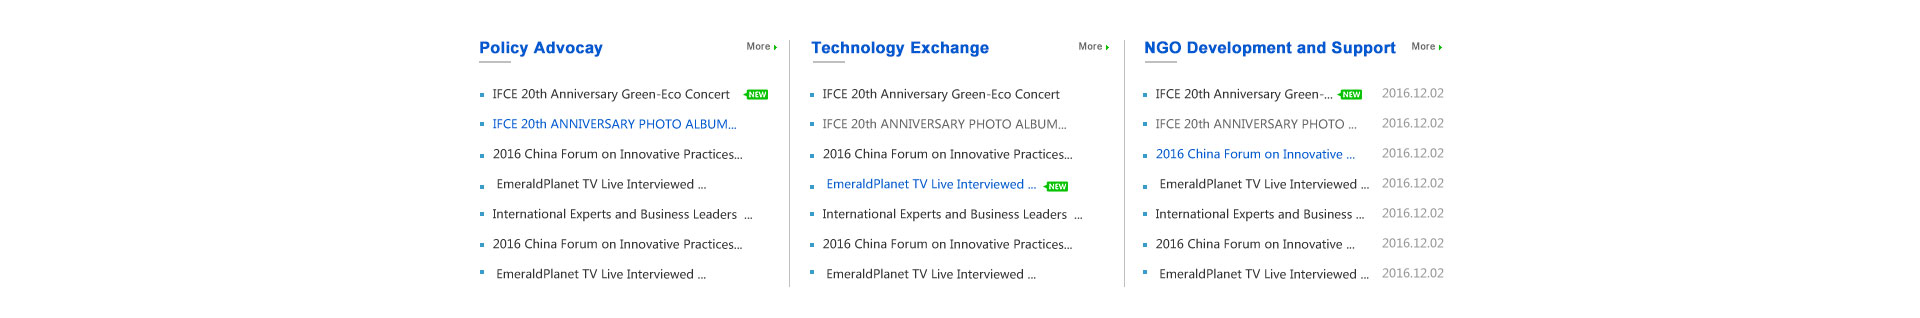 Policy Advocay More
IFCE 20th Anniversary Green-Eco Concert NEW
IFCE 20th ANNIVERSARY PHOTO ALBUM...
2016 China Forum on Innovative Practices...
EmeraldPlanet TV Live Interviewed ...
International Experts and Business Leaders ...
2016 China Forum on Innovative Practices...
EmeraldPlanet TV Live Interviewed ...
Technology Exchange More
IFCE 20th Anniversary Green-Eco Concert
IFCE 20th ANNIVERSARY PHOTO ALBUM...
2016 China Forum on Innovative Practices...
EmeraldPlanet TV Live Interviewed ... NEW
International Experts and Business Leaders ...
2016 China Forum on Innovative Practices...
EmeraldPlanet TV Live Interviewed ...
NGO Development and Support More
IFCE 20th Anniversary Green-... NEW 2016.12.02
IFCE 20th ANNIVERSARY PHOTO ... 2016.12.02
2016 China Forum on Innovative ... 2016.12.02
EmeraldPlanet TV Live Interviewed ... 2016.12.02
International Experts and Business ... 2016.12.02
2016 China Forum on Innovative ... 2016.12.02
EmeraldPlanet TV Live Interviewed ... 2016.12.02